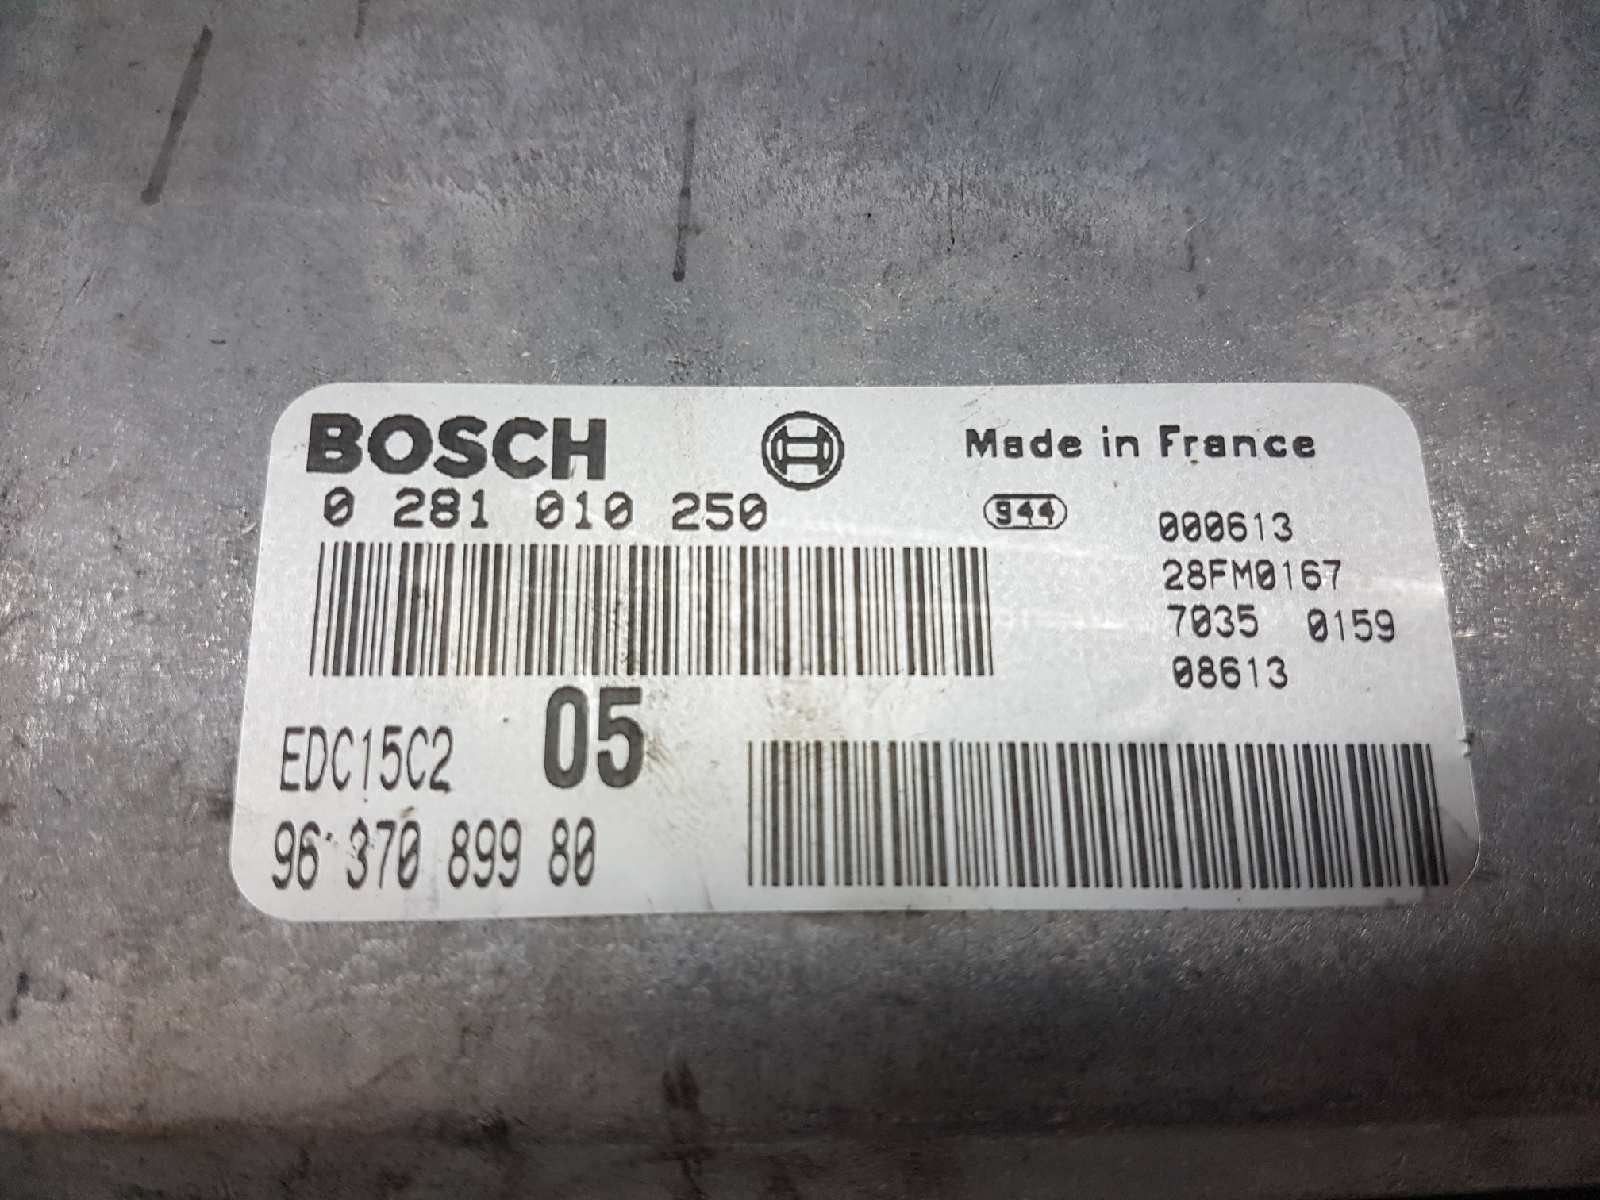 BOSCH
Made in France
0 281 010 250
944
000613
28FM0167
7035 0159
08613
EDC15C2 05
96 370 899 80